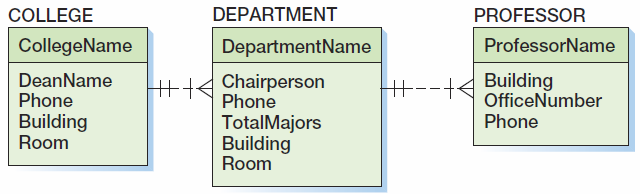 COLLEGE
CollegeName
DeanName
Phone
Building
Room
DEPARTMENT
DepartmentName
Chairperson
Phone
TotalMajors
Building
Room
PROFESSOR
ProfessorName
Building
OfficeNumber
Phone